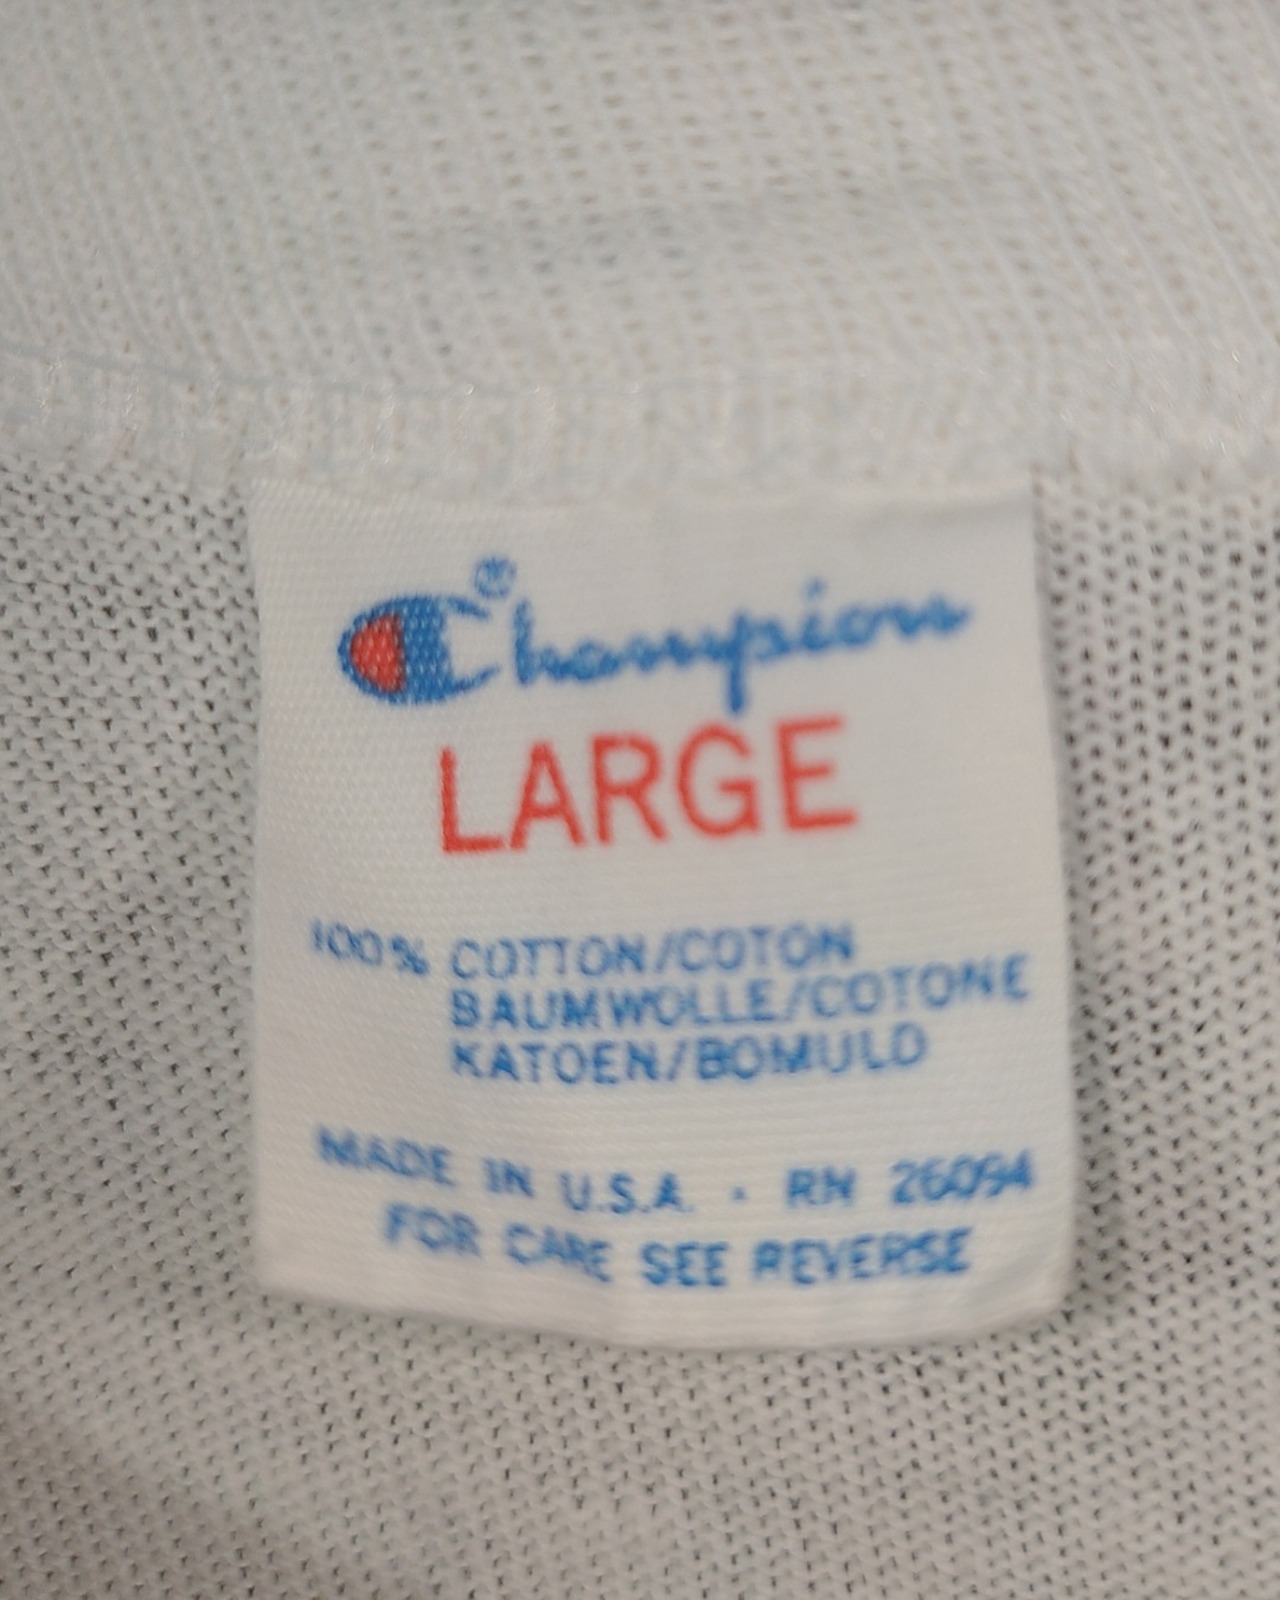 Champion®
LARGE
100% COTTON/COTON
BAUMWOLLE/COTONE
KATOEN/BOMULD
MADE IN U.S.A. · RN 26094
FOR CARE SEE REVERSE